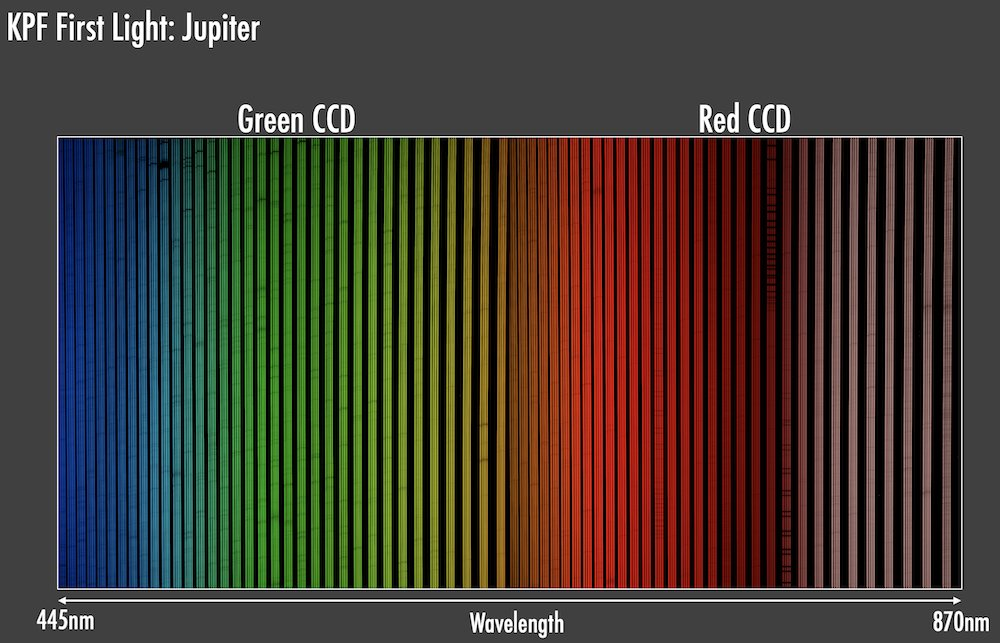 KPF First Light: Jupiter
Green CCD
Red CCD
445nm
Wavelength
870nm